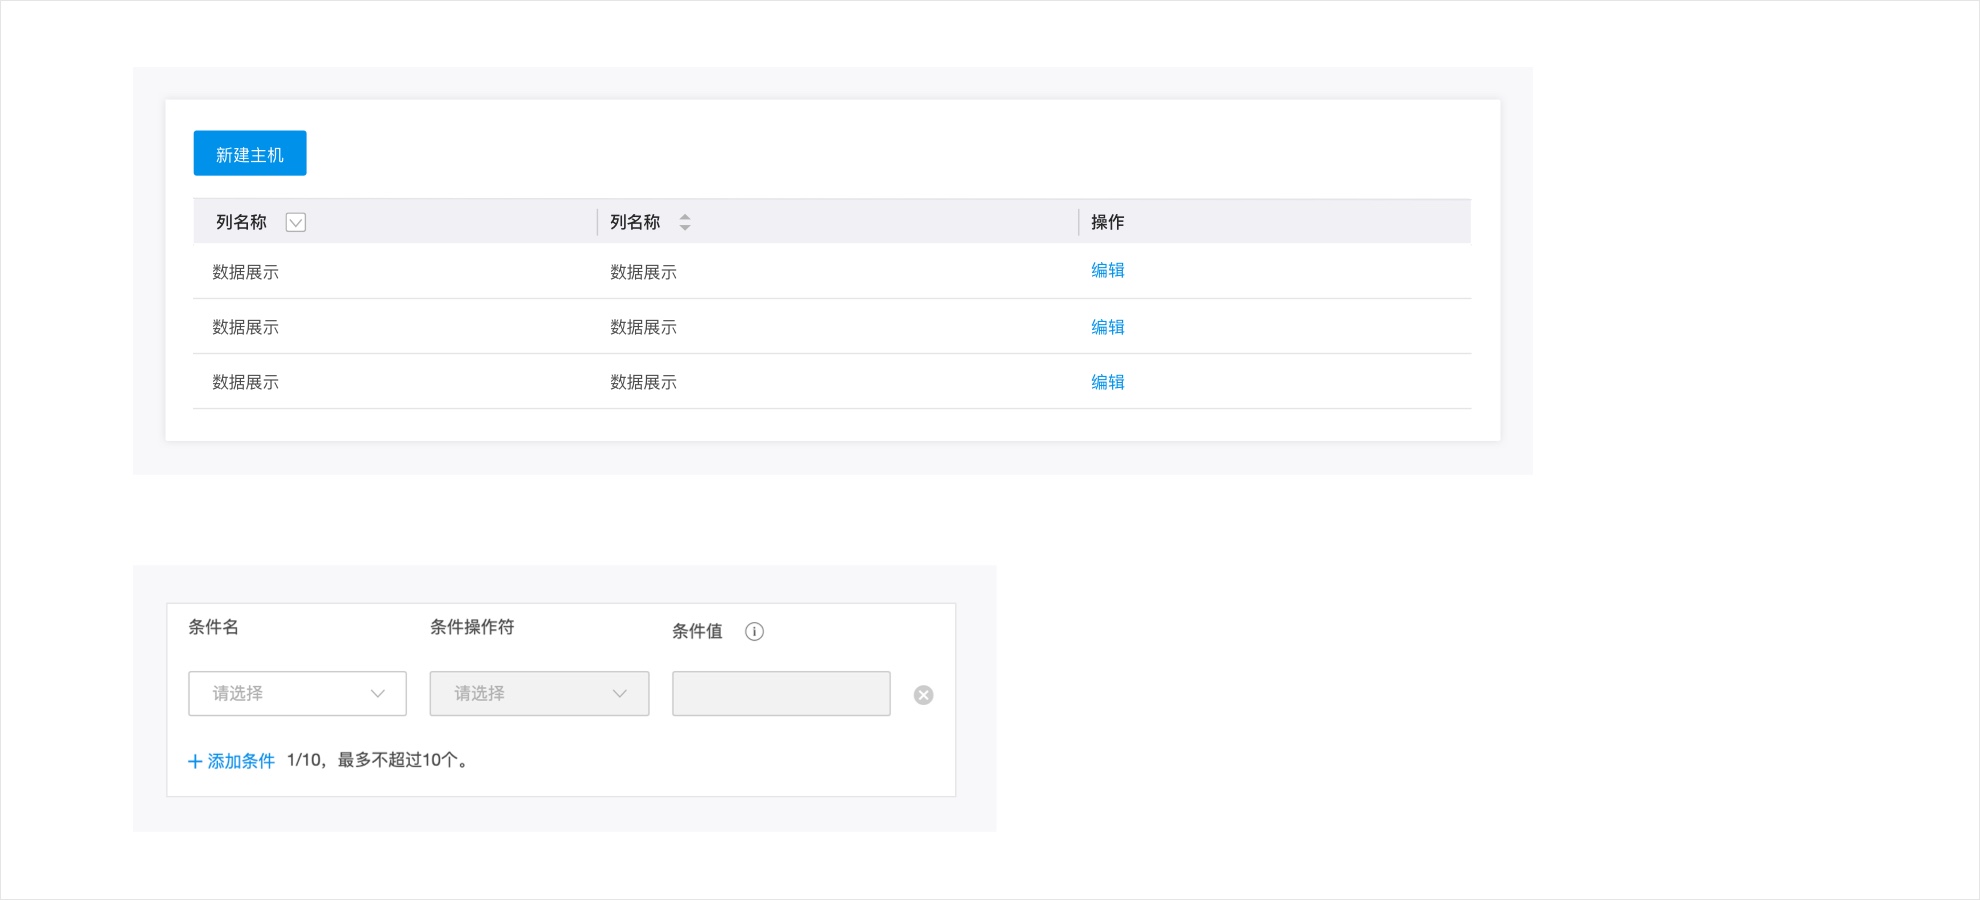 新建主机
列名称 列名称 操作
数据展示 数据展示 编辑
数据展示 数据展示 编辑
数据展示 数据展示 编辑
条件名 条件操作符 条件值
请选择 请选择
添加条件 1/10，最多不超过10个。